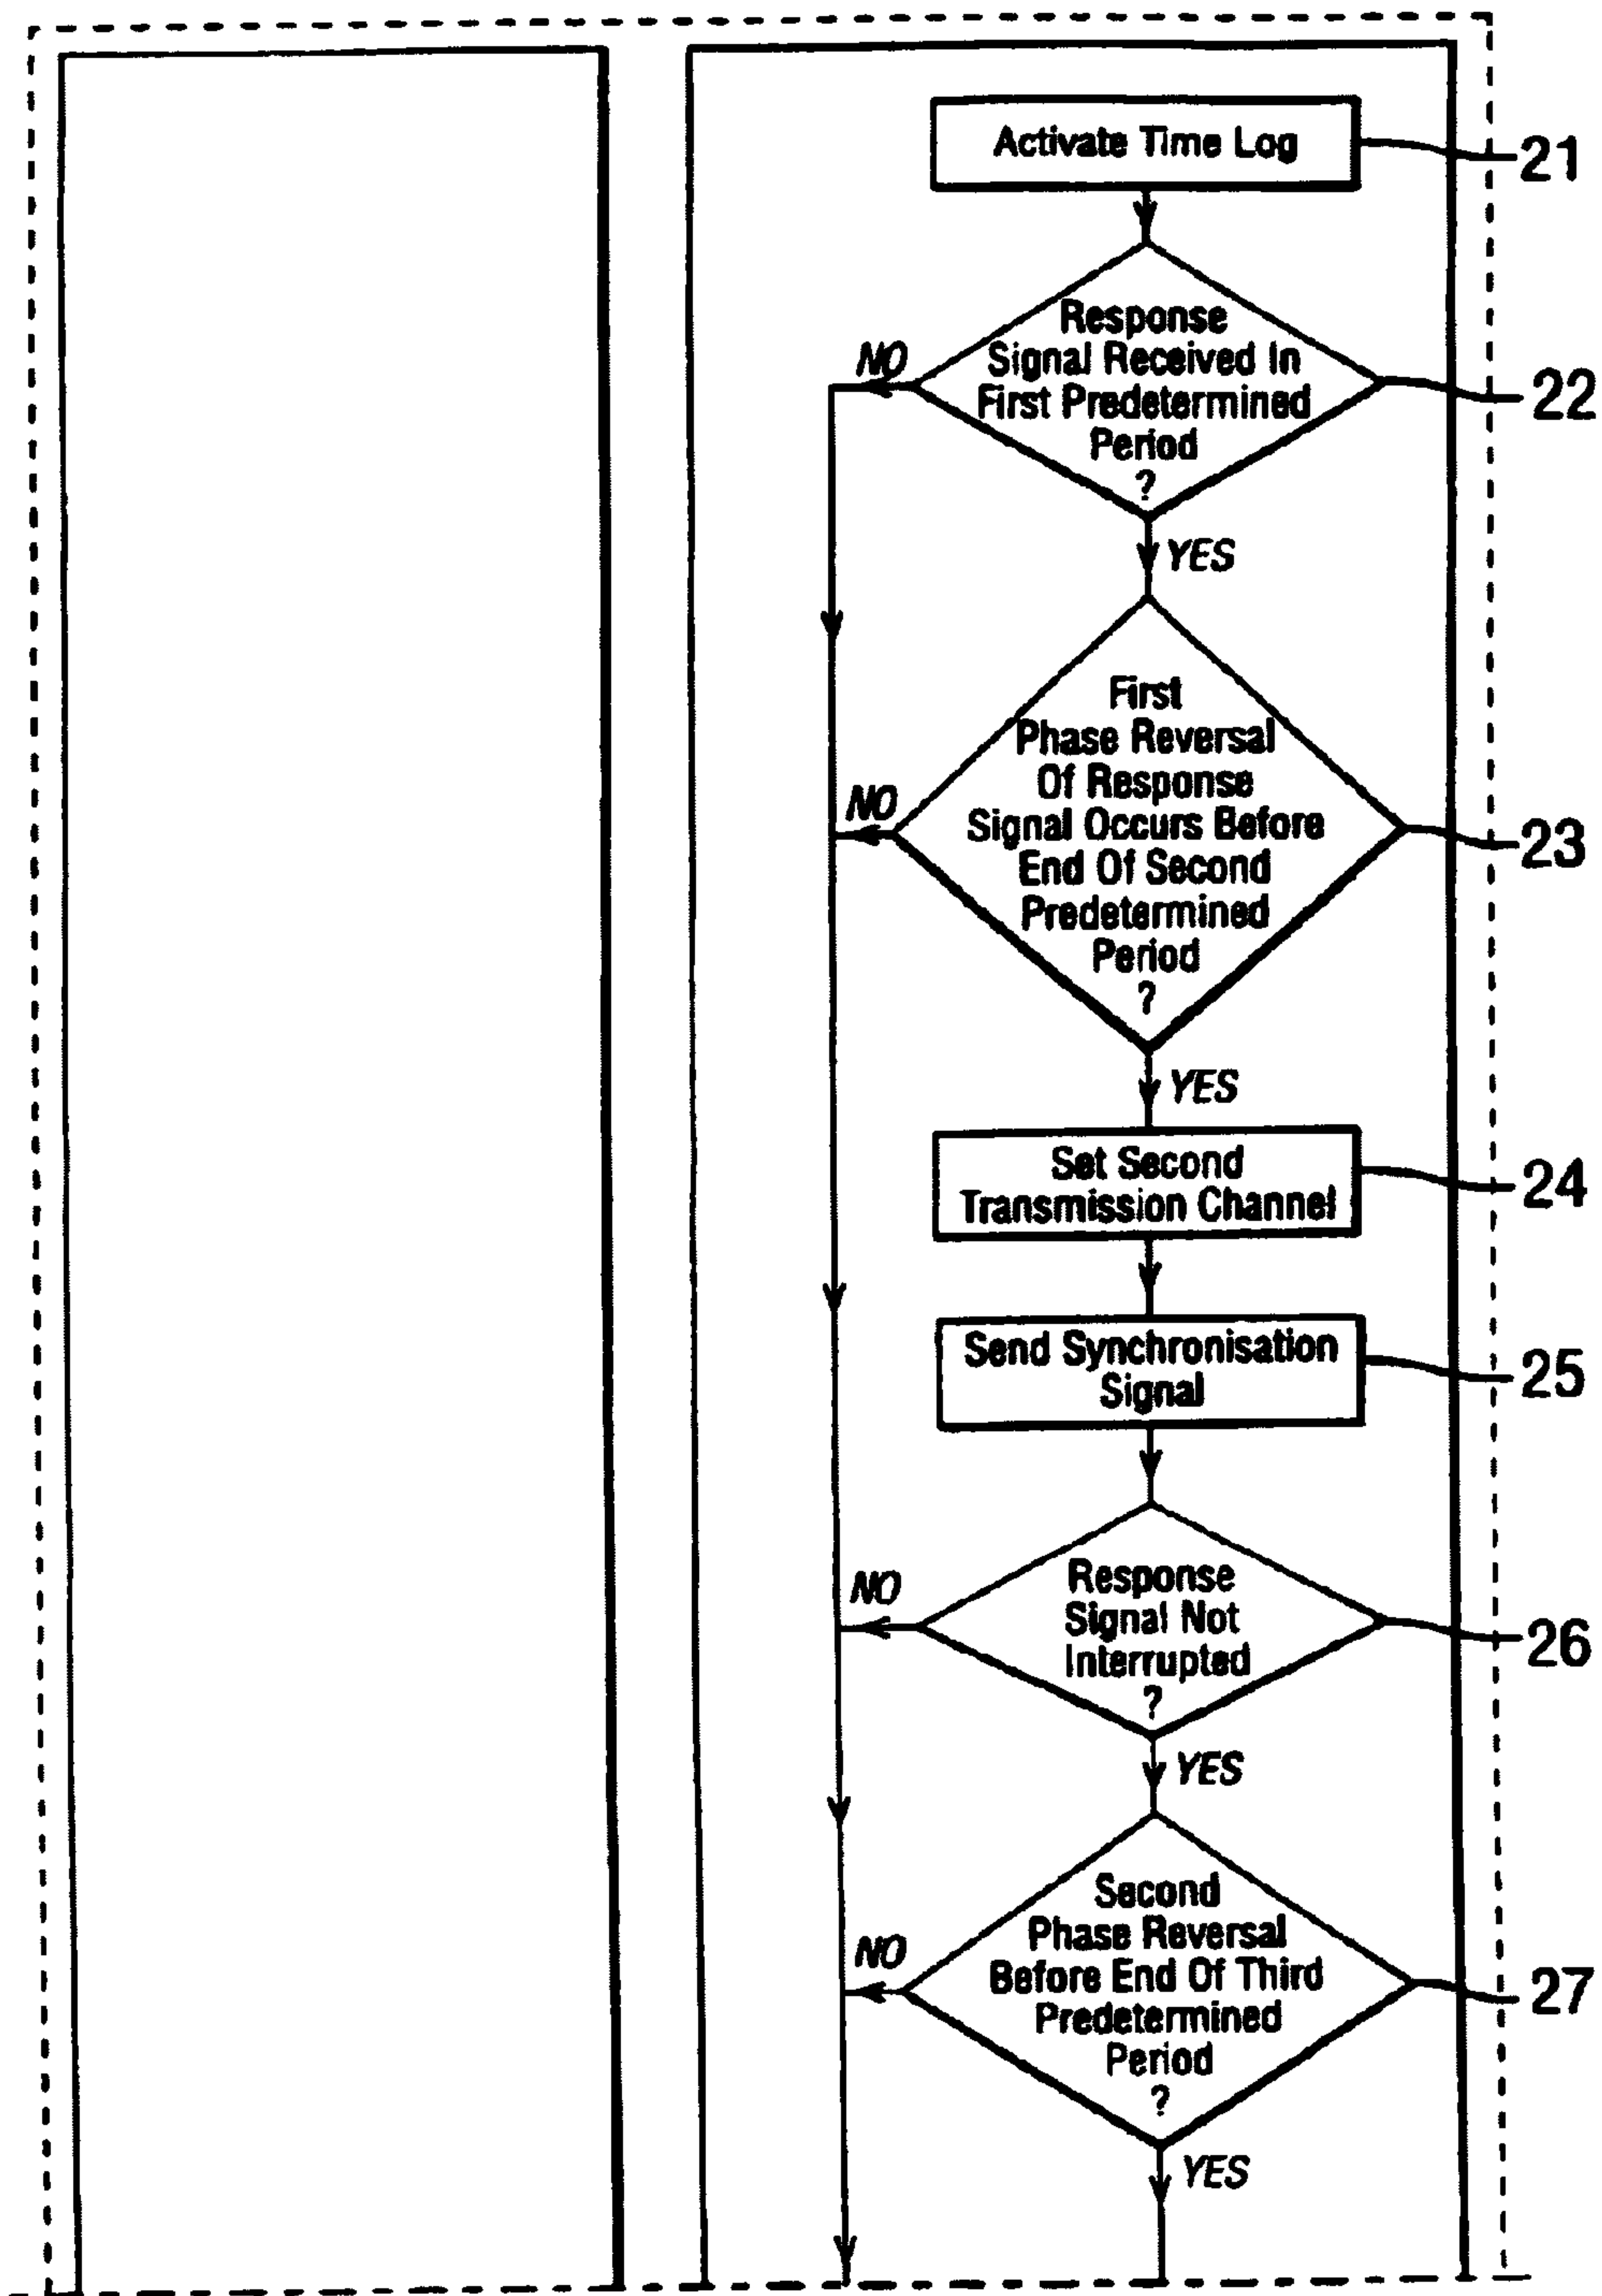 Activate Time Log
21
Response
Signal Received In
First Predetermined
Period
?
22
NO
YES
First
Phase Reversal
Of Response
Signal Occurs Before
End Of Second
Predetermined
Period
?
23
NO
YES
Set Second
Transmission Channel
24
Send Synchronisation
Signal
25
Response
Signal Not
Interrupted
?
26
NO
YES
Second
Phase Reversal
Before End Of Third
Predetermined
Period
?
27
NO
YES